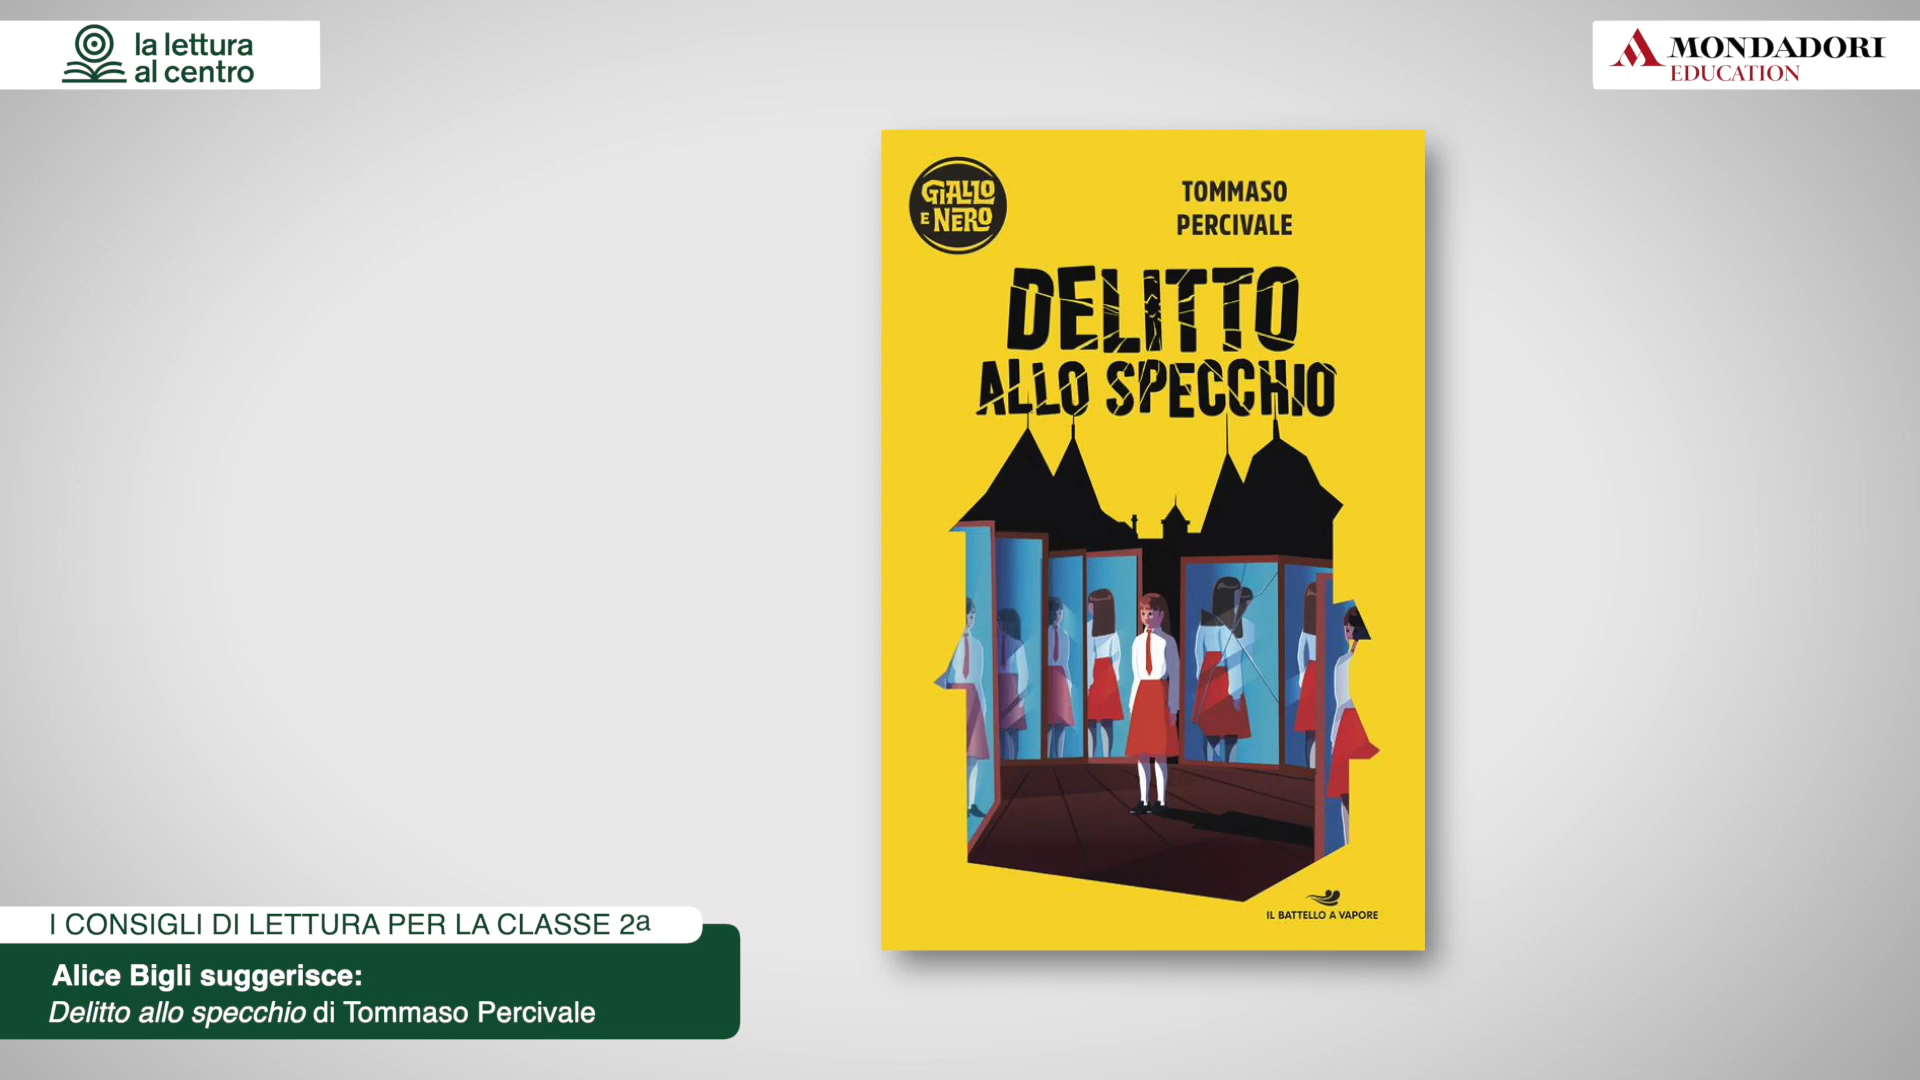 la lettura
al centro
MONDADORI
EDUCATION
GIALLO
E NERO
TOMMASO
PERCIVALE
DELITTO
ALLO SPECCHIO
IL BATTELLO A VAPORE
I CONSIGLI DI LETTURA PER LA CLASSE 2a
Alice Bigli suggerisce:
Delitto allo specchio di Tommaso Percivale